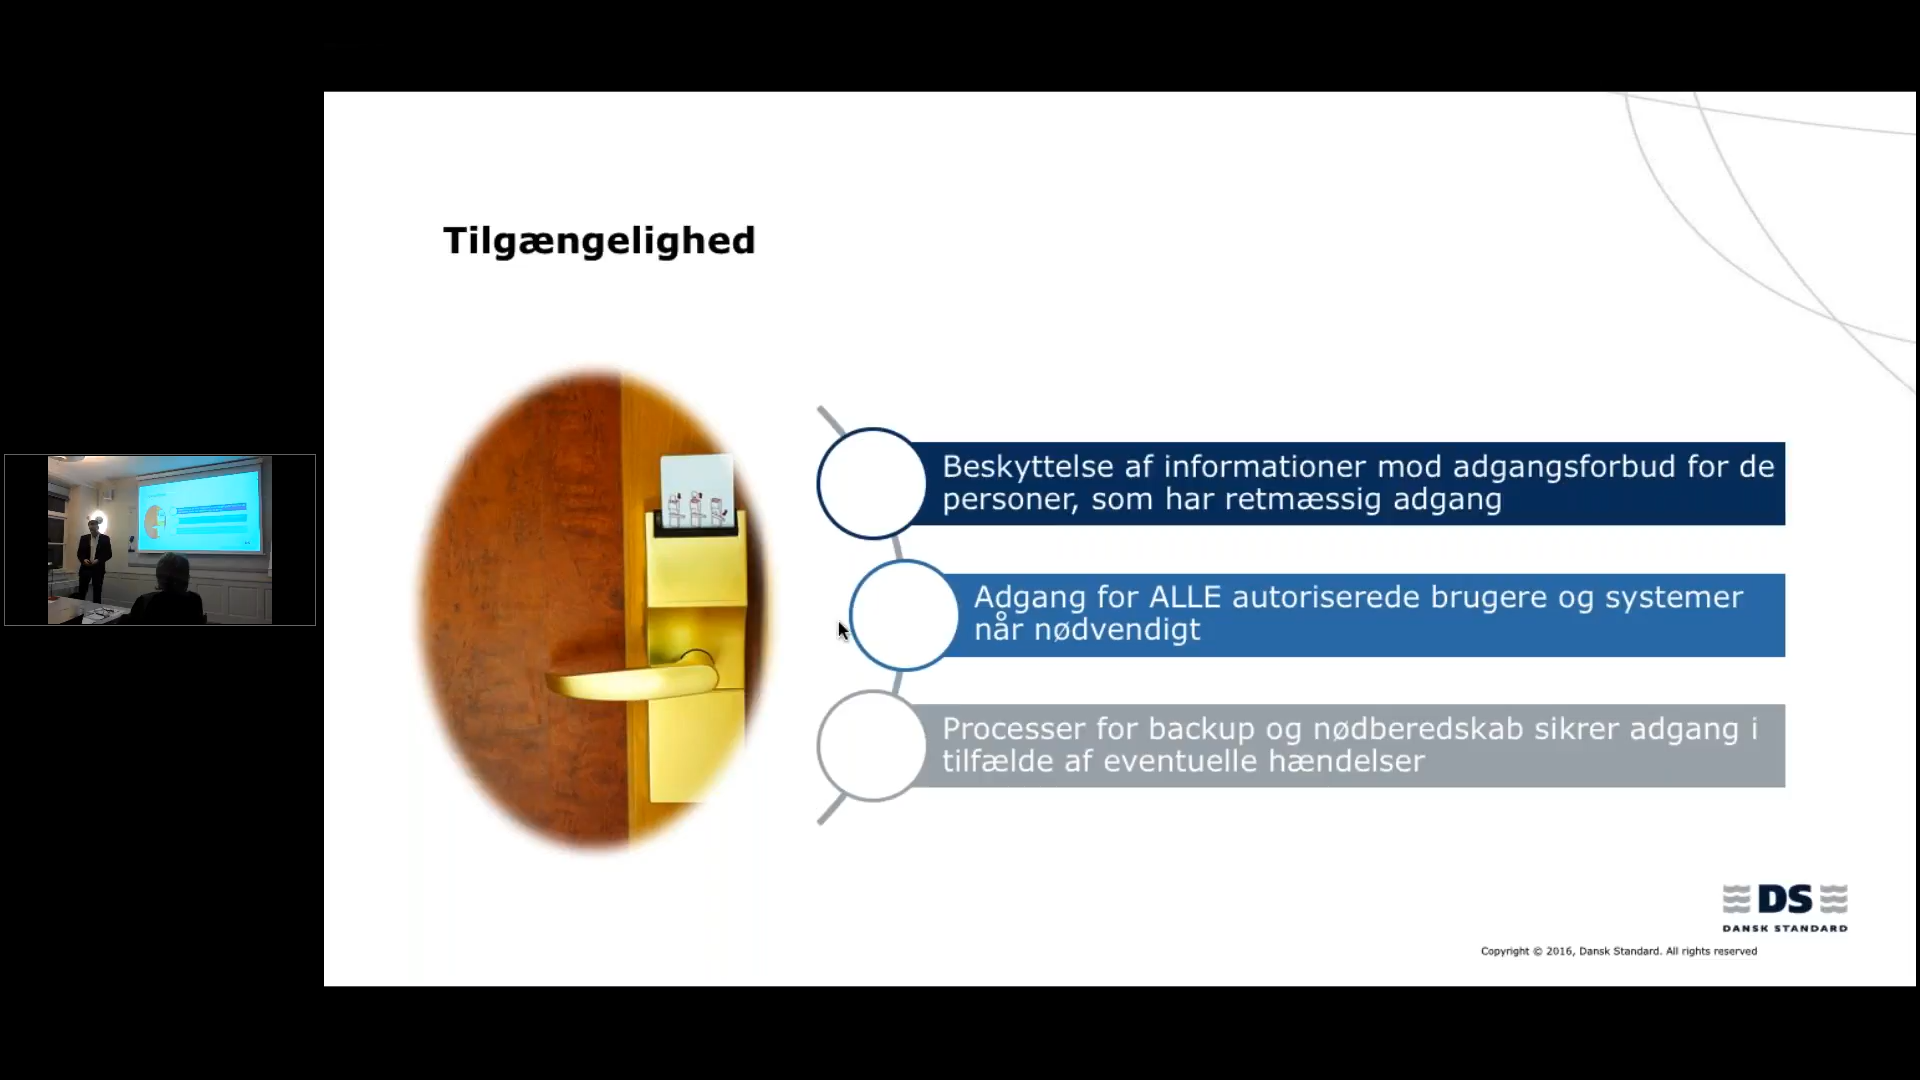 Tilgængelighed
Beskyttelse af informationer mod adgangsforbud for de
personer, som har retmæssig adgang
Adgang for ALLE autoriserede brugere og systemer
når nødvendigt
Processer for backup og nødberedskab sikrer adgang i
tilfælde af eventuelle hændelser
DS
DANSK STANDARD
Copyright © 2016, Dansk Standard. All rights reserved